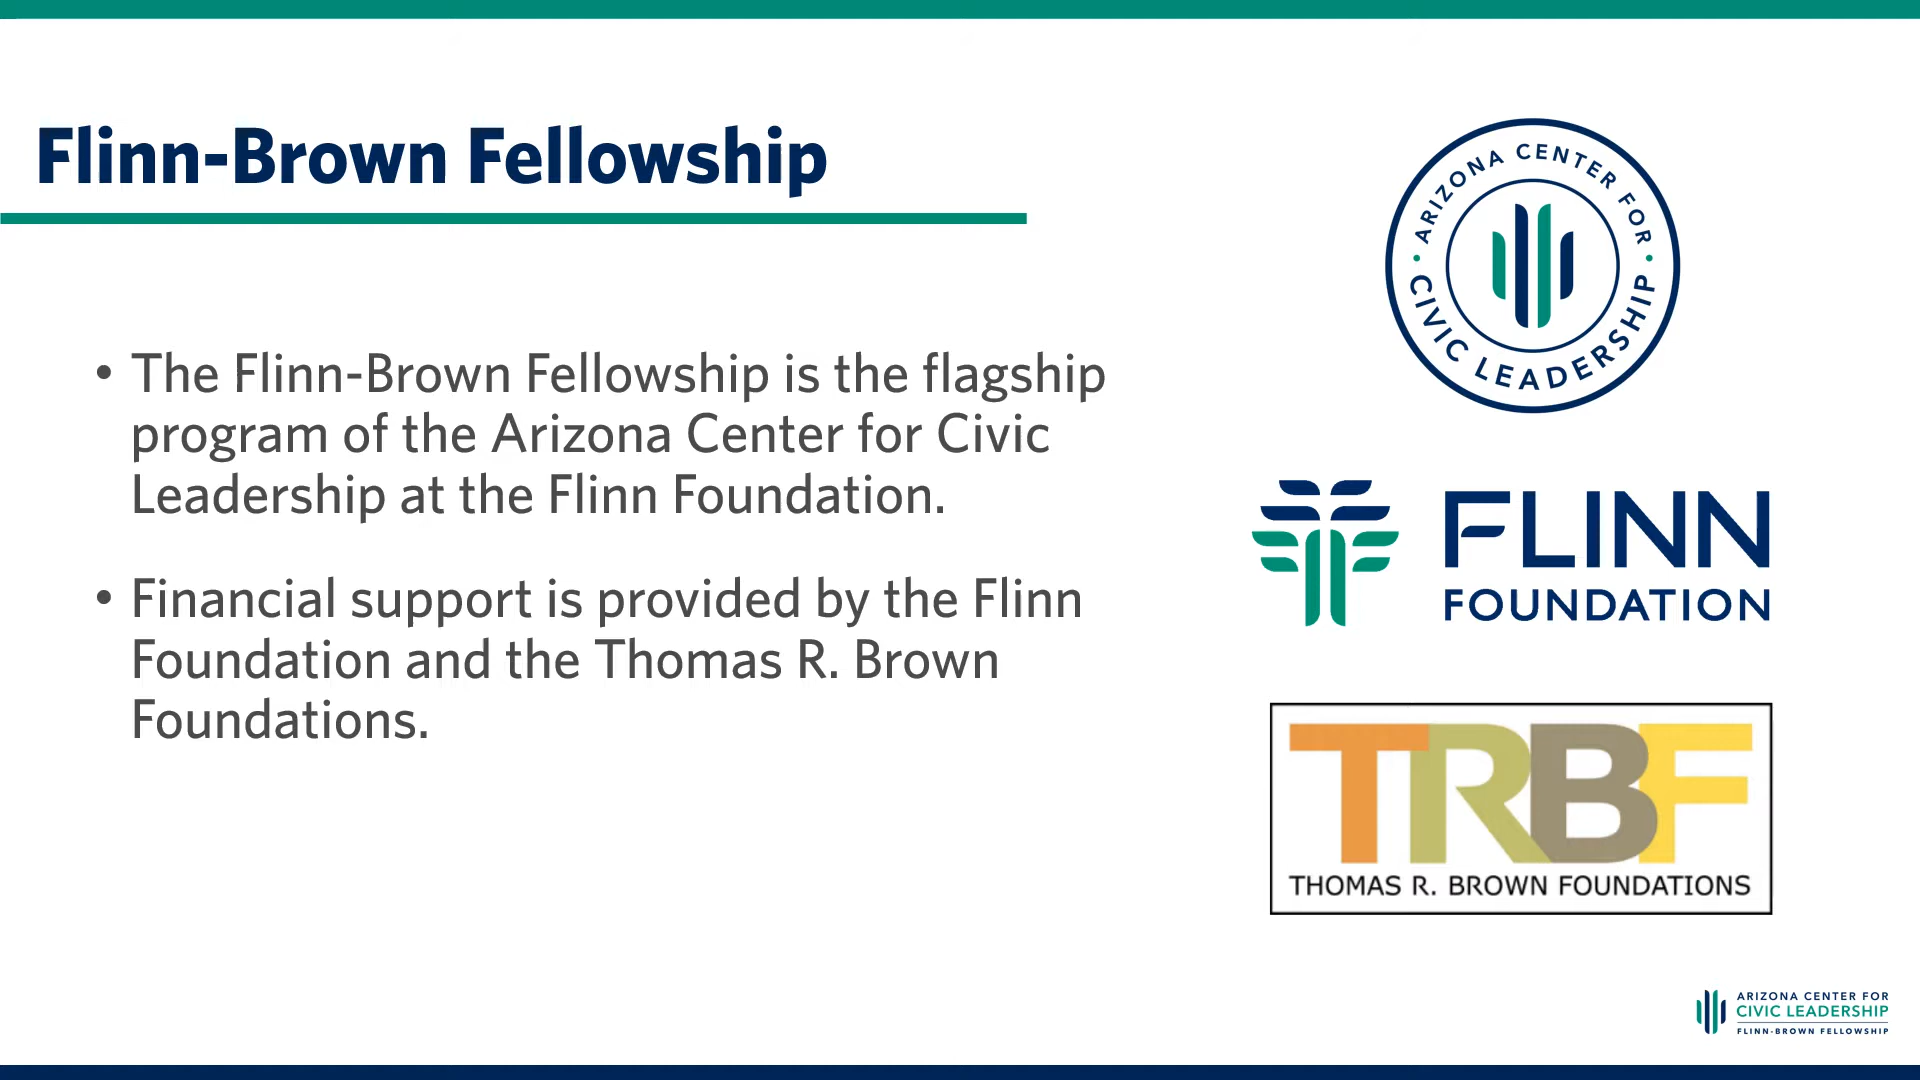 Flinn-Brown Fellowship
• The Flinn-Brown Fellowship is the flagship
program of the Arizona Center for Civic
Leadership at the Flinn Foundation.
• Financial support is provided by the Flinn
Foundation and the Thomas R. Brown
Foundations.
• ARIZONA CENTER FOR •
CIVIC LEADERSHIP
FLINN
FOUNDATION
TRBF
THOMAS R. BROWN FOUNDATIONS
ARIZONA CENTER FOR
CIVIC LEADERSHIP
FLINN-BROWN FELLOWSHIP